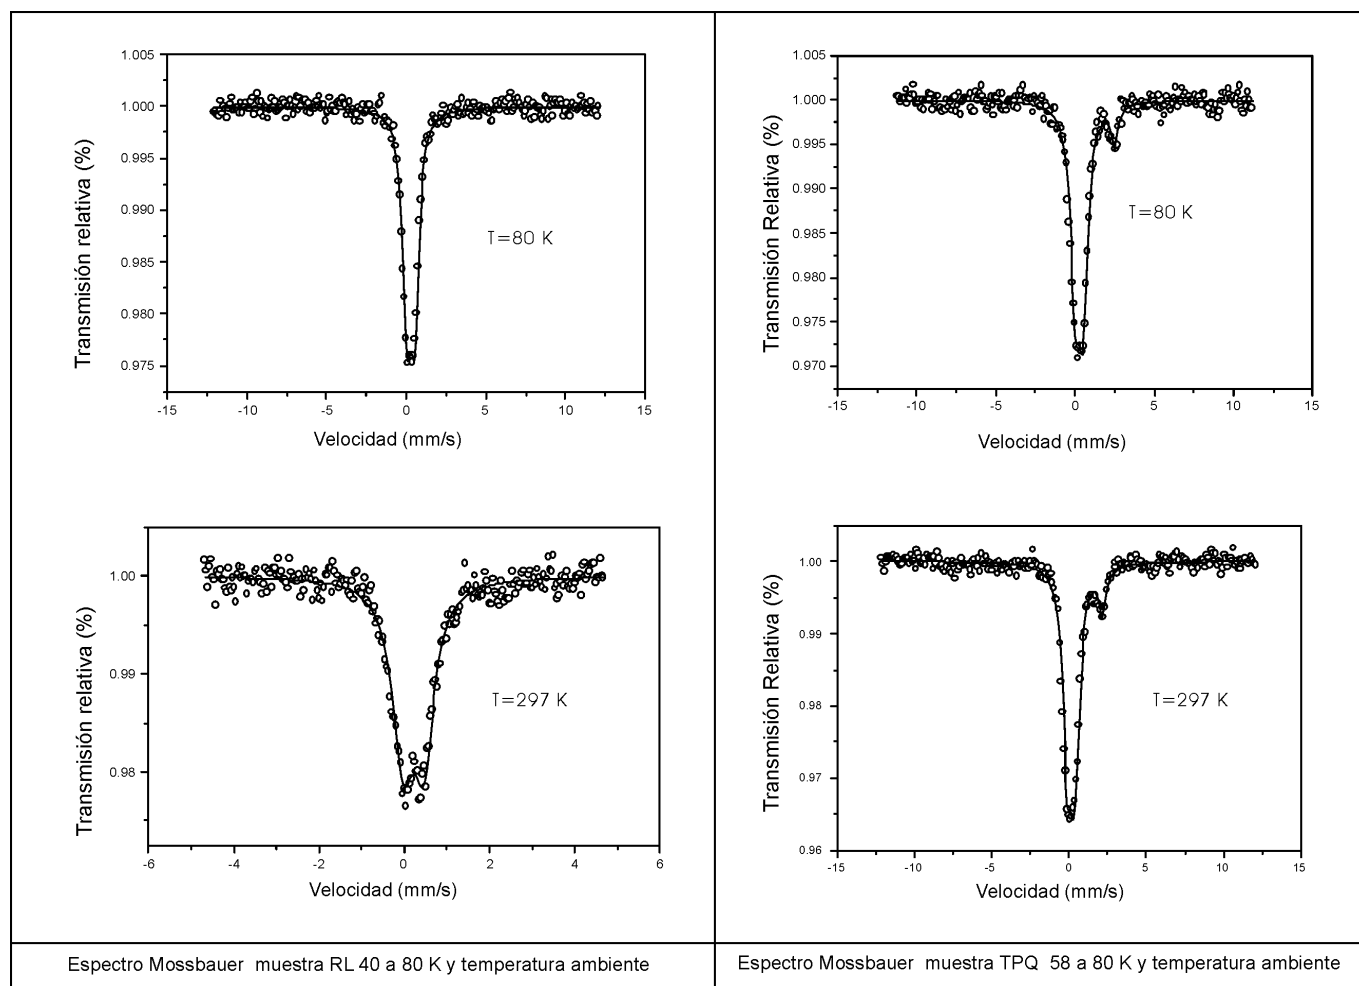 1.005
1.000
0.995
0.990
0.985
0.980
0.975
-15 -10 -5 0 5 10 15
Transmisión relativa (%)
Velocidad (mm/s)
T=80 K
1.005
1.000
0.995
0.990
0.985
0.980
0.975
0.970
-15 -10 -5 0 5 10 15
Transmisión Relativa (%)
Velocidad (mm/s)
T=80 K
1.00
0.99
0.98
-6 -4 -2 0 2 4 6
Transmisión relativa (%)
Velocidad (mm/s)
T=297 K
1.00
0.99
0.98
0.97
0.96
-15 -10 -5 0 5 10 15
Transmisión Relativa (%)
Velocidad (mm/s)
T=297 K
Espectro Mossbauer muestra RL 40 a 80 K y temperatura ambiente
Espectro Mossbauer muestra TPQ 58 a 80 K y temperatura ambiente